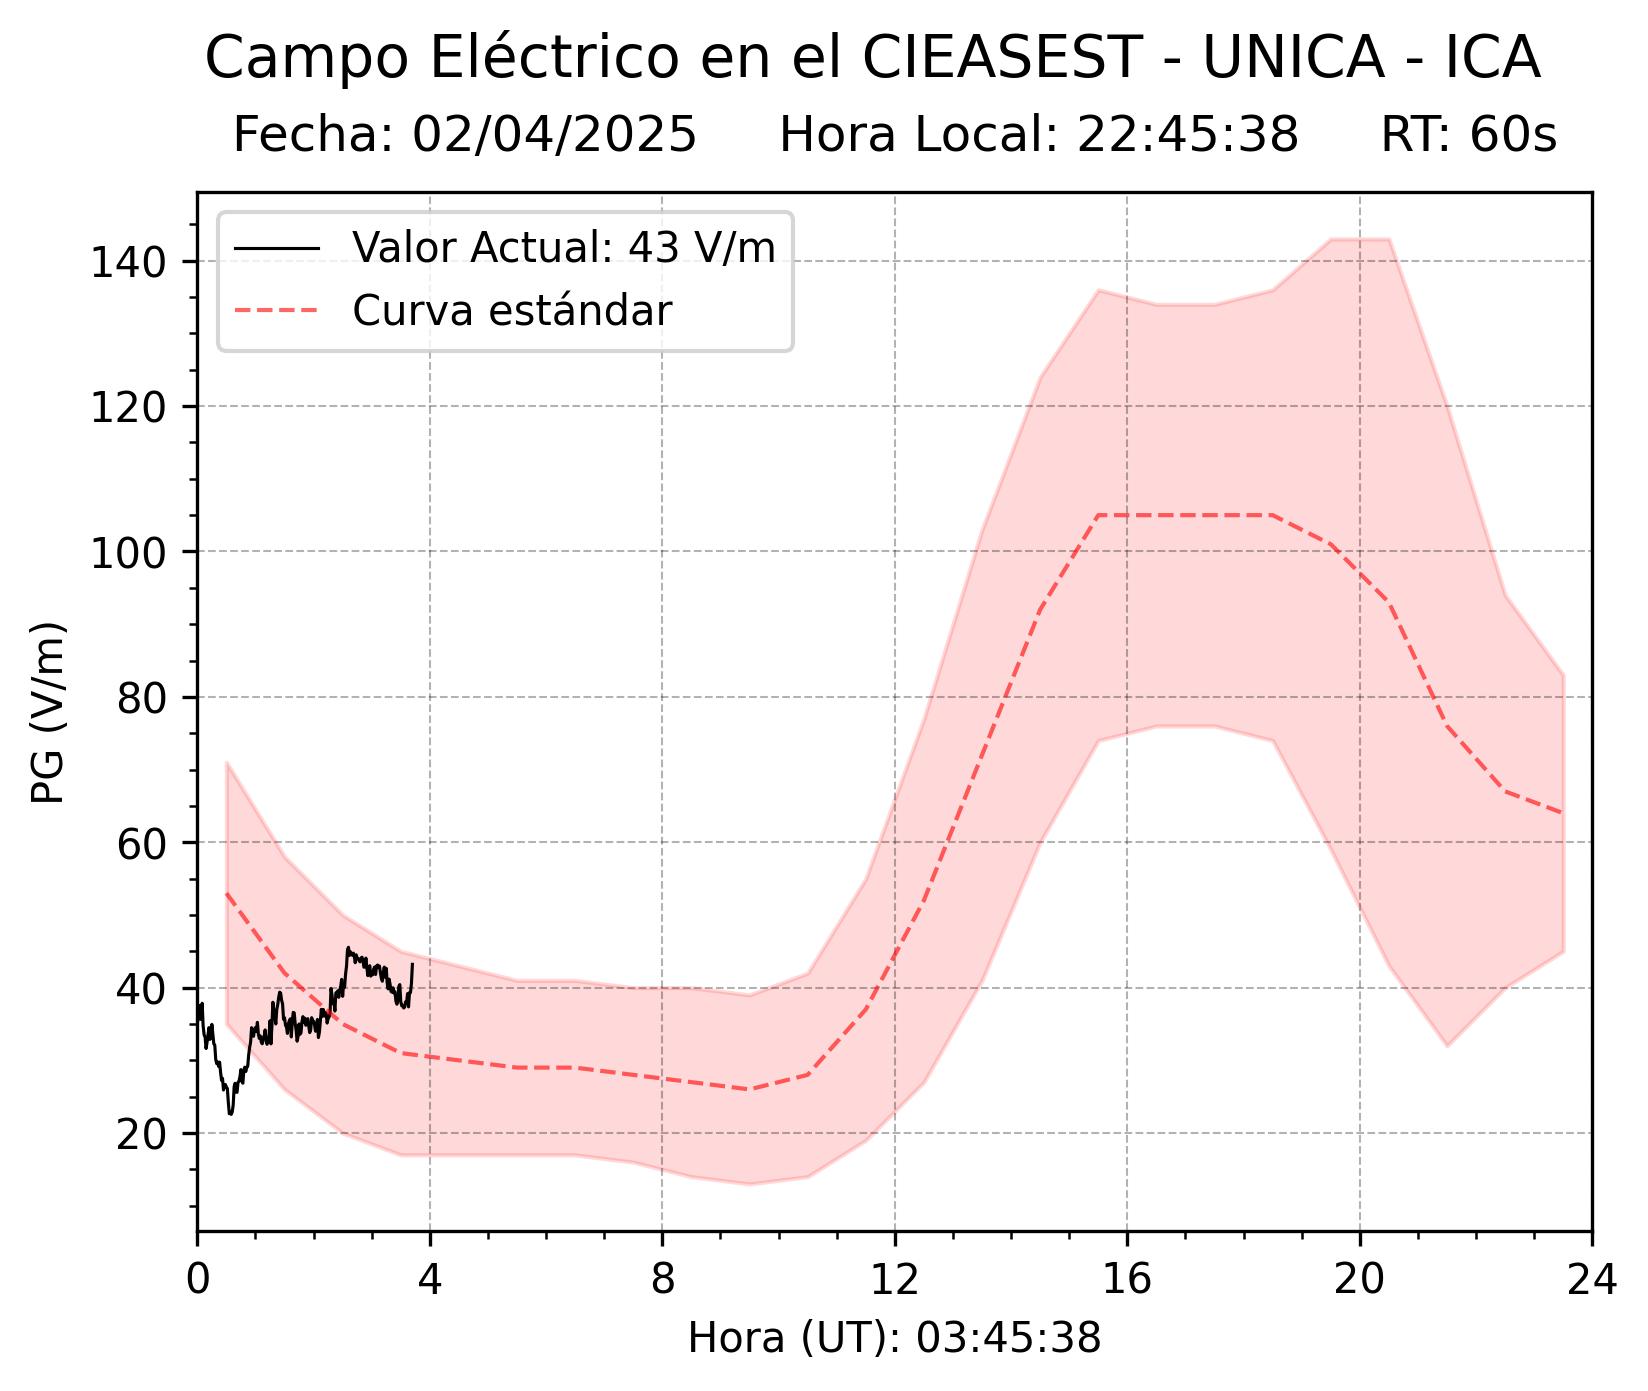 Campo Eléctrico en el CIEASEST - UNICA - ICA
Fecha: 02/04/2025 Hora Local: 22:45:38 RT: 60s
Valor Actual: 43 V/m
Curva estándar
PG (V/m)
140
120
100
80
60
40
20
0 4 8 12 16 20 24
Hora (UT): 03:45:38